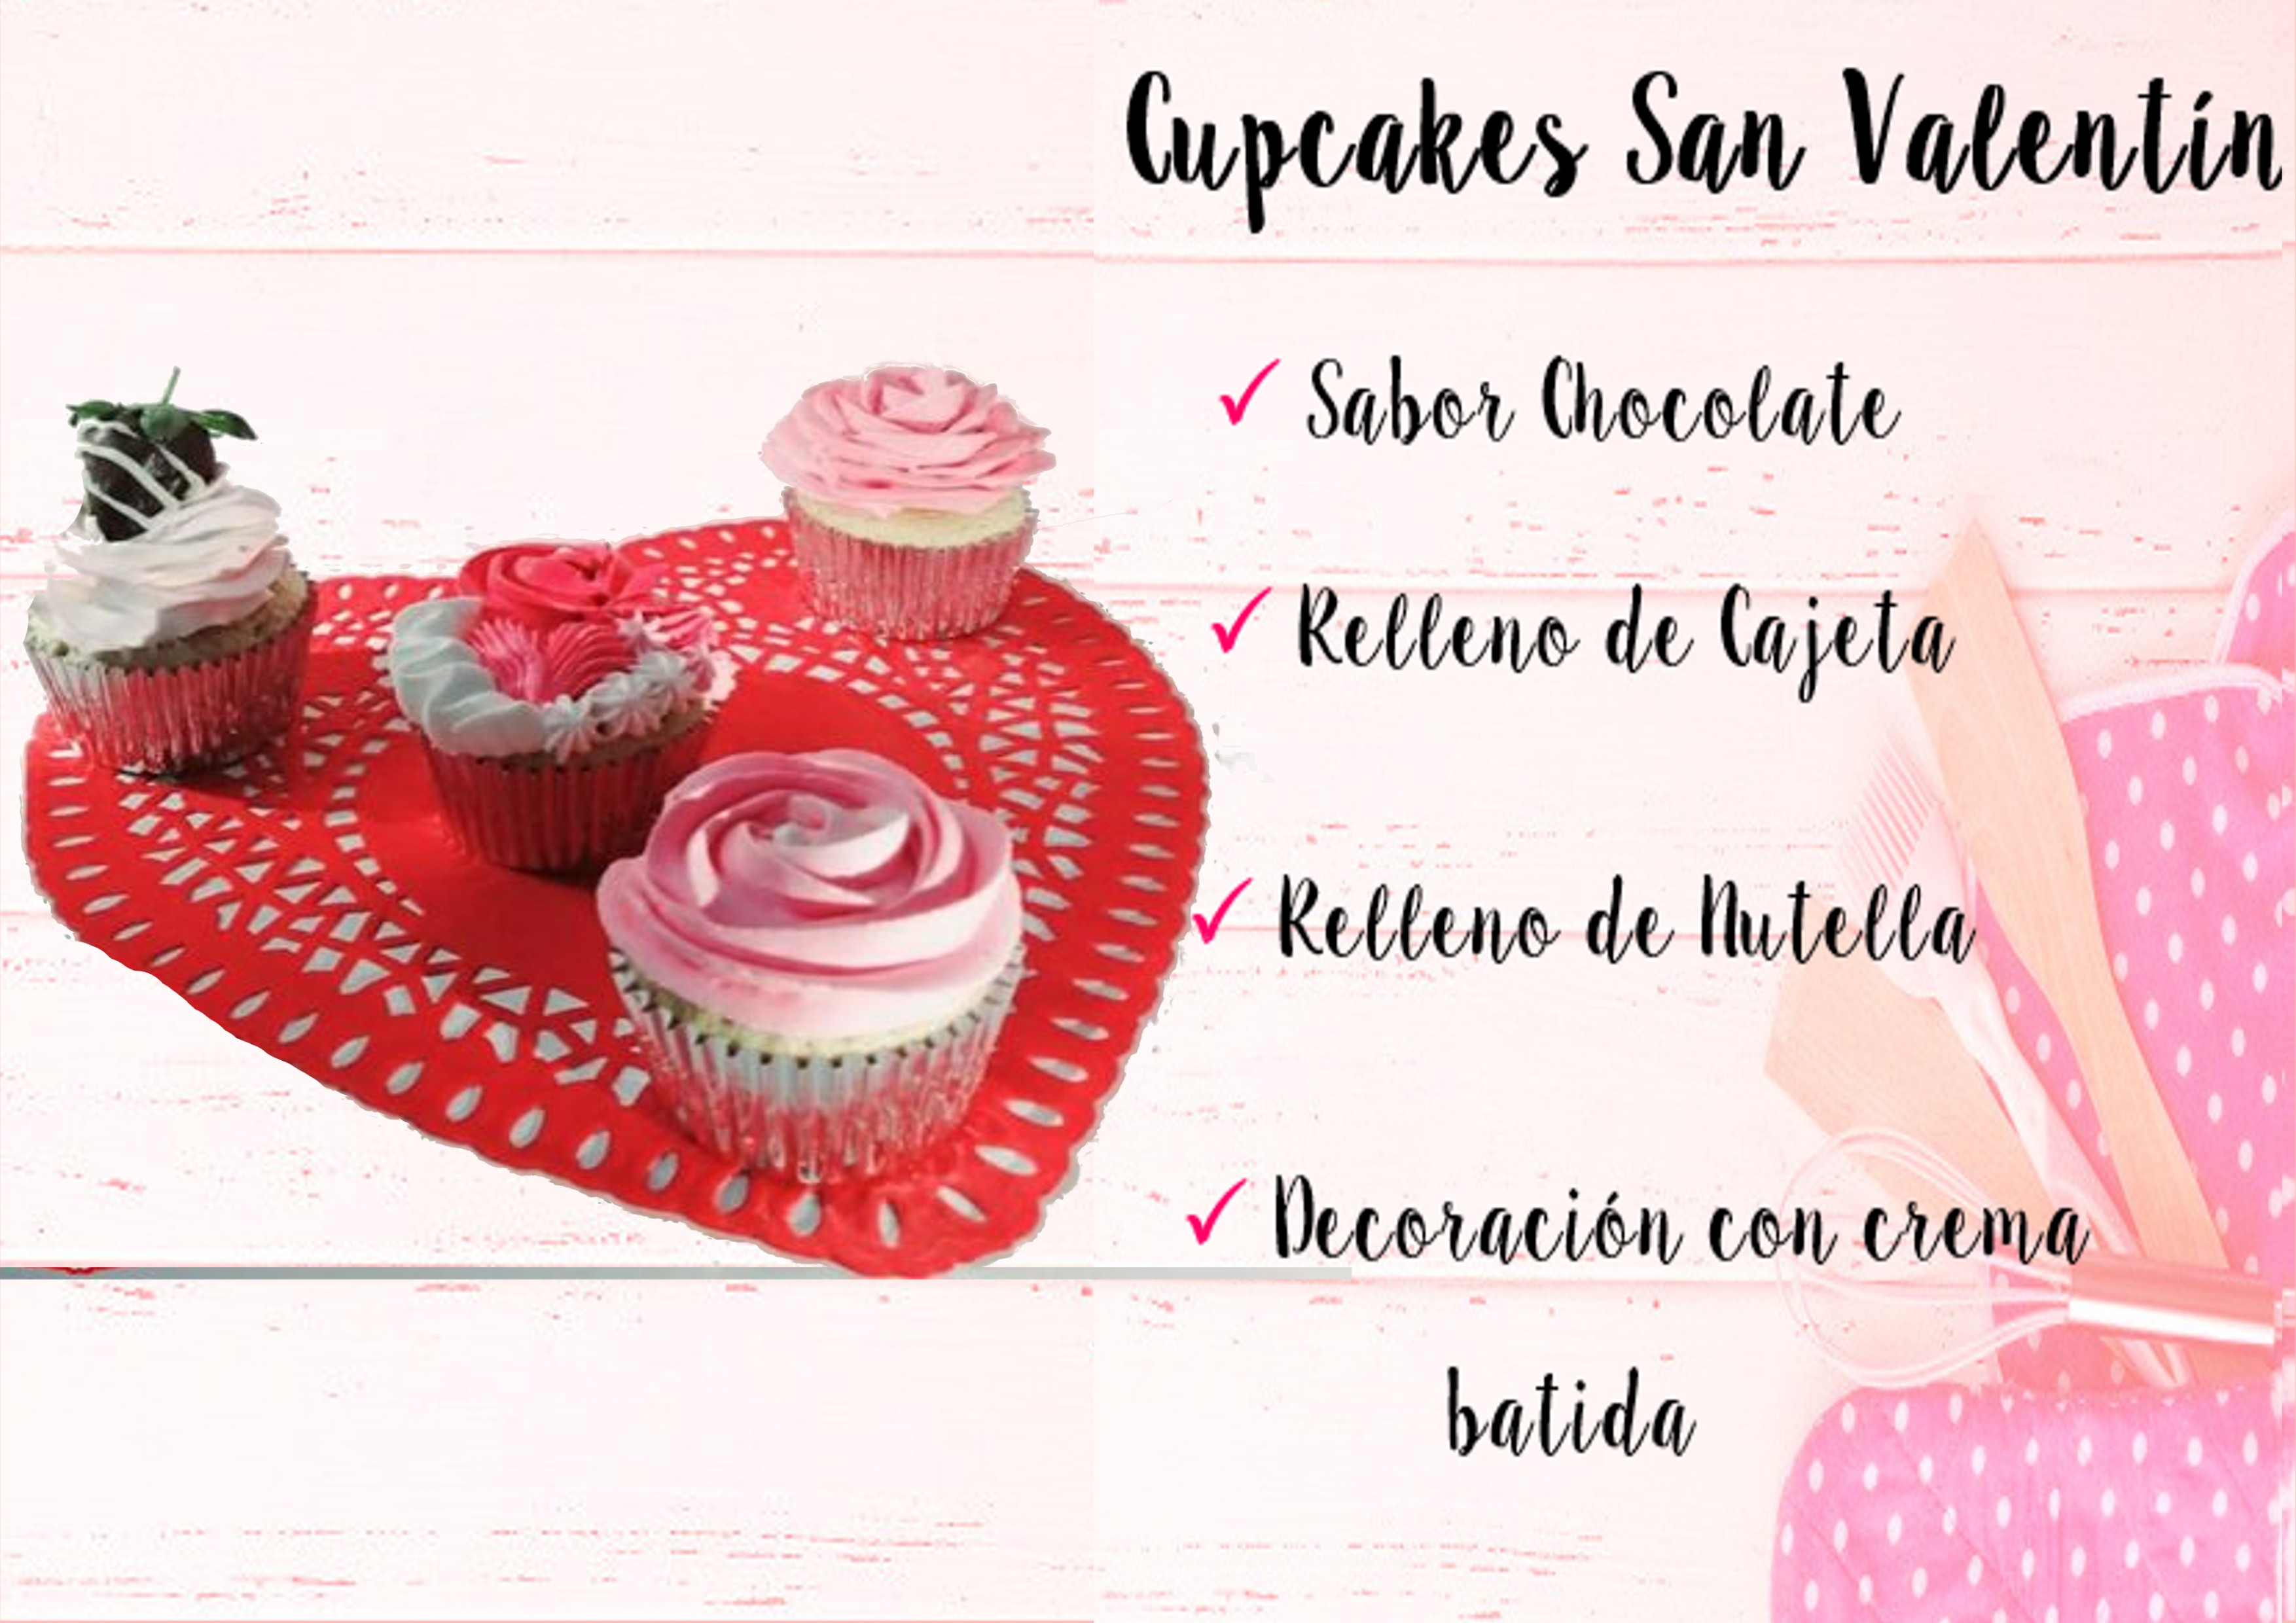 Cupcakes San Valentín
✓ Sabor Chocolate
✓ Relleno de Cajeta
✓ Relleno de Nutella
✓ Decoración con crema
batida